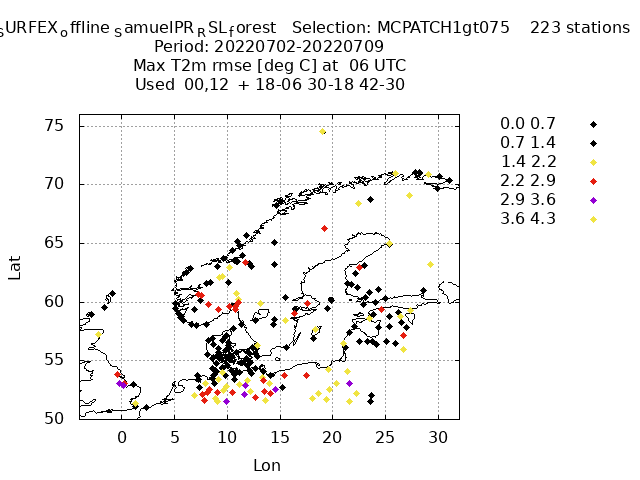 SURFEX offline SamuelPR RSL forest Selection: MCPATCH1gt075 223 stations
Period: 20220702-20220709
Max T2m rmse [deg C] at 06 UTC
Used 00,12 + 18-06 30-18 42-30
75
70
65
60
55
50
0 5 10 15 20 25 30
Lat
Lon
0.0 0.7
0.7 1.4
1.4 2.2
2.2 2.9
2.9 3.6
3.6 4.3